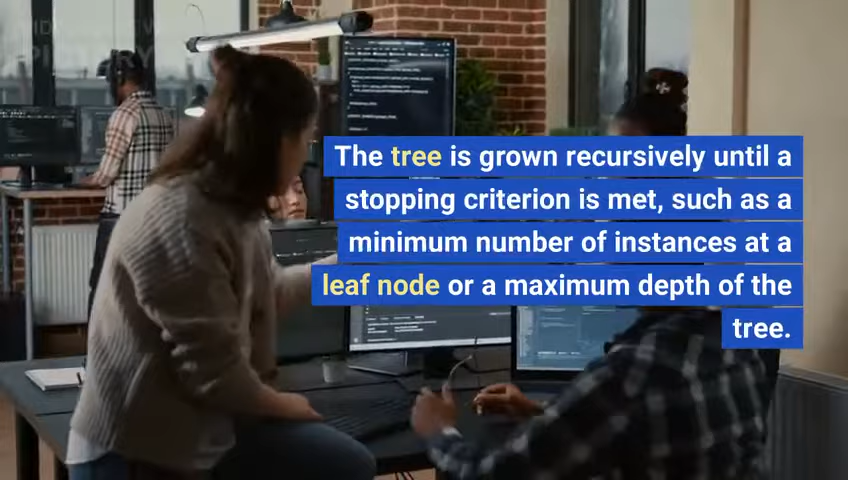 The tree is grown recursively until a
stopping criterion is met, such as a
minimum number of instances at a
leaf node or a maximum depth of the
tree.